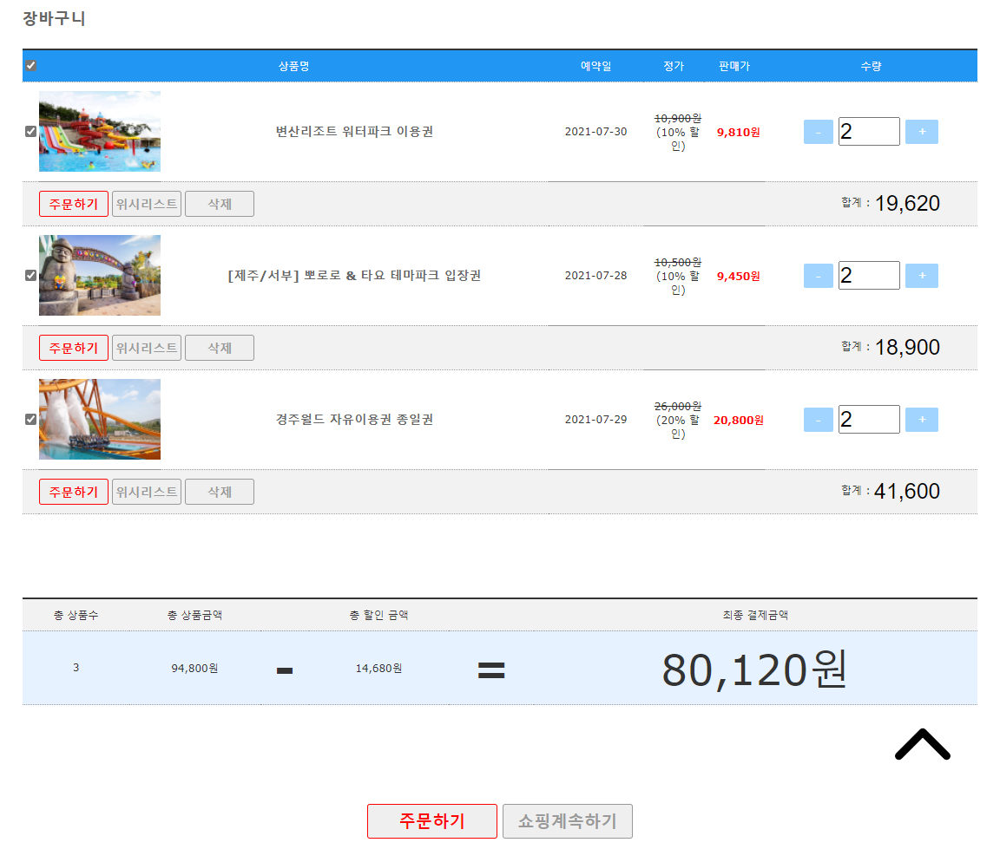 장바구니
상품명 예약일 정가 판매가 수량
변산리조트 워터파크 이용권 2021-07-30 10,900원 (10% 할인) 9,810원 - 2 +
주문하기 위시리스트 삭제 합계 : 19,620
[제주/서부] 뽀로로 & 타요 테마파크 입장권 2021-07-28 10,500원 (10% 할인) 9,450원 - 2 +
주문하기 위시리스트 삭제 합계 : 18,900
경주월드 자유이용권 종일권 2021-07-29 26,000원 (20% 할인) 20,800원 - 2 +
주문하기 위시리스트 삭제 합계 : 41,600
총 상품수 총 상품금액 총 할인 금액 최종 결제금액
3 94,800원 - 14,680원 = 80,120원
주문하기 쇼핑계속하기